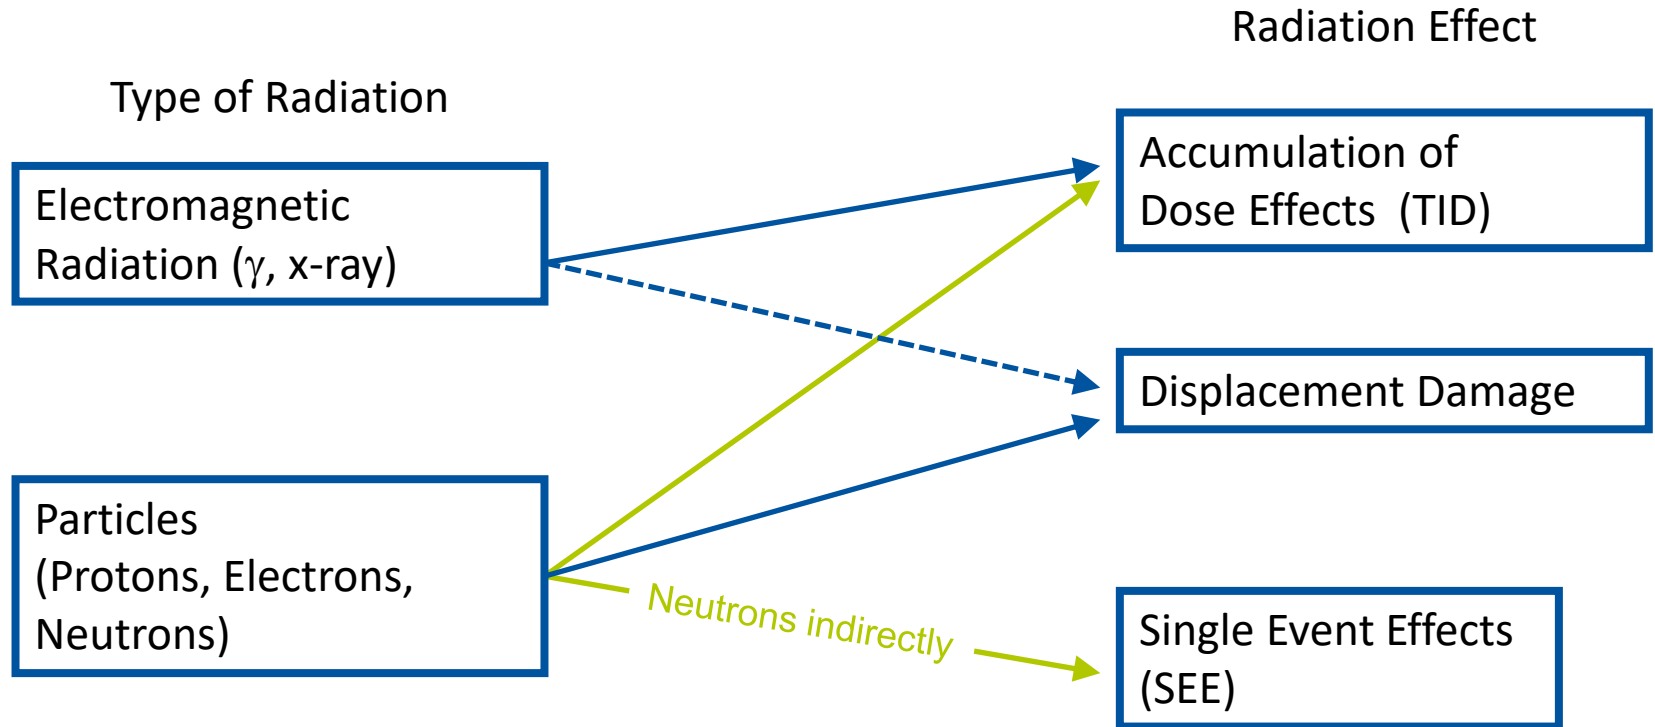 Radiation Effect
Type of Radiation
Electromagnetic
Radiation (γ, x-ray)
Accumulation of
Dose Effects (TID)
Displacement Damage
Particles
(Protons, Electrons,
Neutrons)
Neutrons indirectly
Single Event Effects
(SEE)